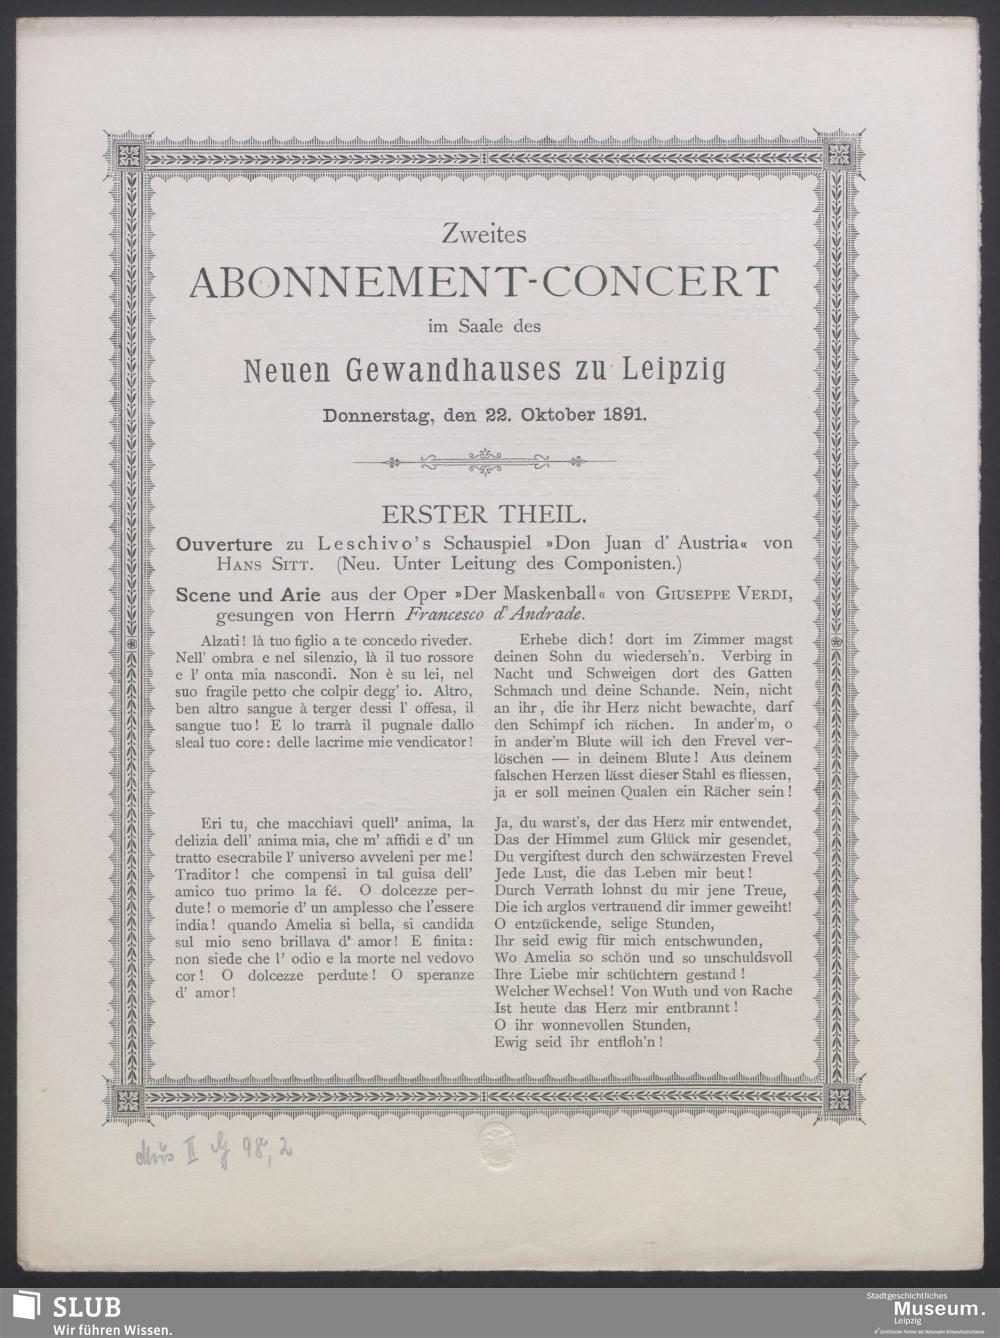 Zweites
ABONNEMENT-CONCERT
im Saale des
Neuen Gewandhauses zu Leipzig
Donnerstag, den 22. Oktober 1891.
ERSTER THEIL.
Ouverture zu Leschivo's Schauspiel »Don Juan d' Austria« von
HANS SITT. (Neu. Unter Leitung des Componisten.)
Scene und Arie aus der Oper »Der Maskenball« von GIUSEPPE VERDI,
gesungen von Herrn Francesco d'Andrade.
Alzati! là tuo figlio a te concedo riveder.
Nell' ombra e nel silenzio, là il tuo rossore
e l' onta mia nascondi. Non è su lei, nel
suo fragile petto che colpir degg' io. Altro,
ben altro sangue à terger dessi l' offesa, il
sangue tuo! E lo trarrà il pugnale dallo
sleal tuo core: delle lacrime mie vendicator!
Erhebe dich! dort im Zimmer magst
deinen Sohn du wiederseh'n. Verbirg in
Nacht und Schweigen dort des Gatten
Schmach und deine Schande. Nein, nicht
an ihr, die ihr Herz nicht bewachte, darf
den Schimpf ich rächen. In ander'm, o
in ander'm Blute will ich den Frevel ver-
löschen — in deinem Blute! Aus deinem
falschen Herzen lässt dieser Stahl es fliessen,
ja er soll meinen Qualen ein Rächer sein!
Eri tu, che macchiavi quell' anima, la
delizia dell' anima mia, che m' affidi e d' un
tratto esecrabile l' universo avveleni per me!
Traditor! che compensi in tal guisa dell'
amico tuo primo la fé. O dolcezze per-
dute! o memorie d' un amplesso che l'essere
india! quando Amelia si bella, si candida
sul mio seno brillava d' amor! E finita:
non siede che l' odio e la morte nel vedovo
cor! O dolcezze perdute! O speranze
d' amor!
Ja, du warst's, der das Herz mir entwendet,
Das der Himmel zum Glück mir gesendet,
Du vergiftest durch den schwärzesten Frevel
Jede Lust, die das Leben mir beut!
Durch Verrath lohnst du mir jene Treue,
Die ich arglos vertrauend dir immer geweiht!
O entzückende, selige Stunden,
Ihr seid ewig für mich entschwunden,
Wo Amelia so schön und so unschuldsvoll
Ihre Liebe mir schüchtern gestand!
Welcher Wechsel! Von Wuth und von Rache
Ist heute das Herz mir entbrannt!
O ihr wonnevollen Stunden,
Ewig seid ihr entfloh'n!
Mus II 98, 2
SLUB
Wir führen Wissen.
Stadtgeschichtliches
Museum.
Leipzig
Zertifizierter Partner der Nationalen Klimaschutzinitiative